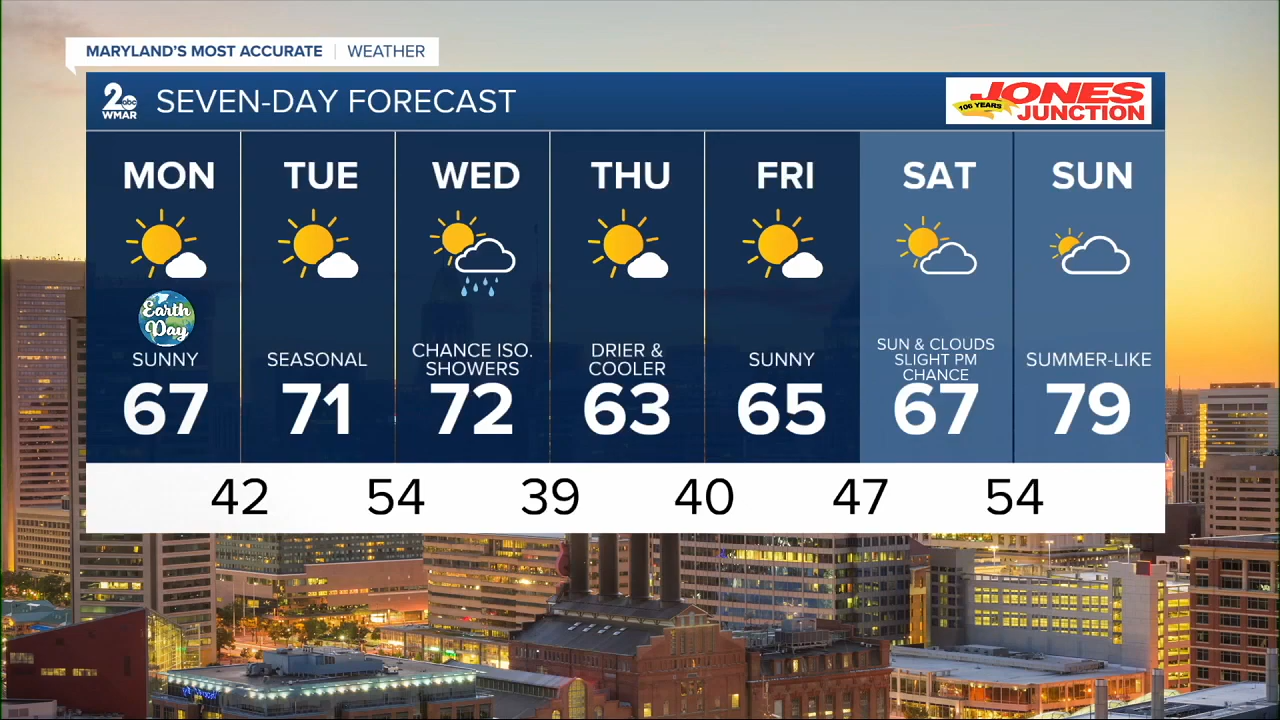 MARYLAND'S MOST ACCURATE | WEATHER
2 abc
WMAR
SEVEN-DAY FORECAST
JONES
106 YEARS
JUNCTION
MON TUE WED THU FRI SAT SUN
Earth
Day
SUNNY
67
SEASONAL
71
CHANCE ISO.
SHOWERS
72
DRIER &
COOLER
63
SUNNY
65
SUN & CLOUDS
SLIGHT PM
CHANCE
67
SUMMER-LIKE
79
42 54 39 40 47 54